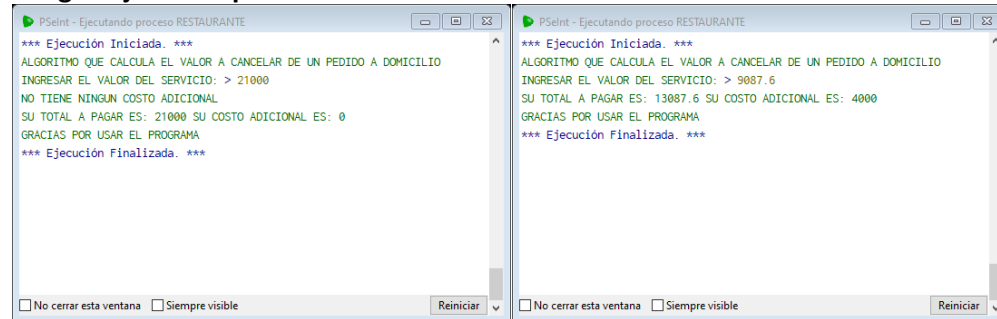 PSeInt - Ejecutando proceso RESTAURANTE
*** Ejecución Iniciada. ***
ALGORITMO QUE CALCULA EL VALOR A CANCELAR DE UN PEDIDO A DOMICILIO
INGRESAR EL VALOR DEL SERVICIO: > 21000
NO TIENE NINGUN COSTO ADICIONAL
SU TOTAL A PAGAR ES: 21000 SU COSTO ADICIONAL ES: 0
GRACIAS POR USAR EL PROGRAMA
*** Ejecución Finalizada. ***
No cerrar esta ventana Siempre visible Reiniciar
PSeInt - Ejecutando proceso RESTAURANTE
*** Ejecución Iniciada. ***
ALGORITMO QUE CALCULA EL VALOR A CANCELAR DE UN PEDIDO A DOMICILIO
INGRESAR EL VALOR DEL SERVICIO: > 9087.6
SU TOTAL A PAGAR ES: 13087.6 SU COSTO ADICIONAL ES: 4000
GRACIAS POR USAR EL PROGRAMA
*** Ejecución Finalizada. ***
No cerrar esta ventana Siempre visible Reiniciar